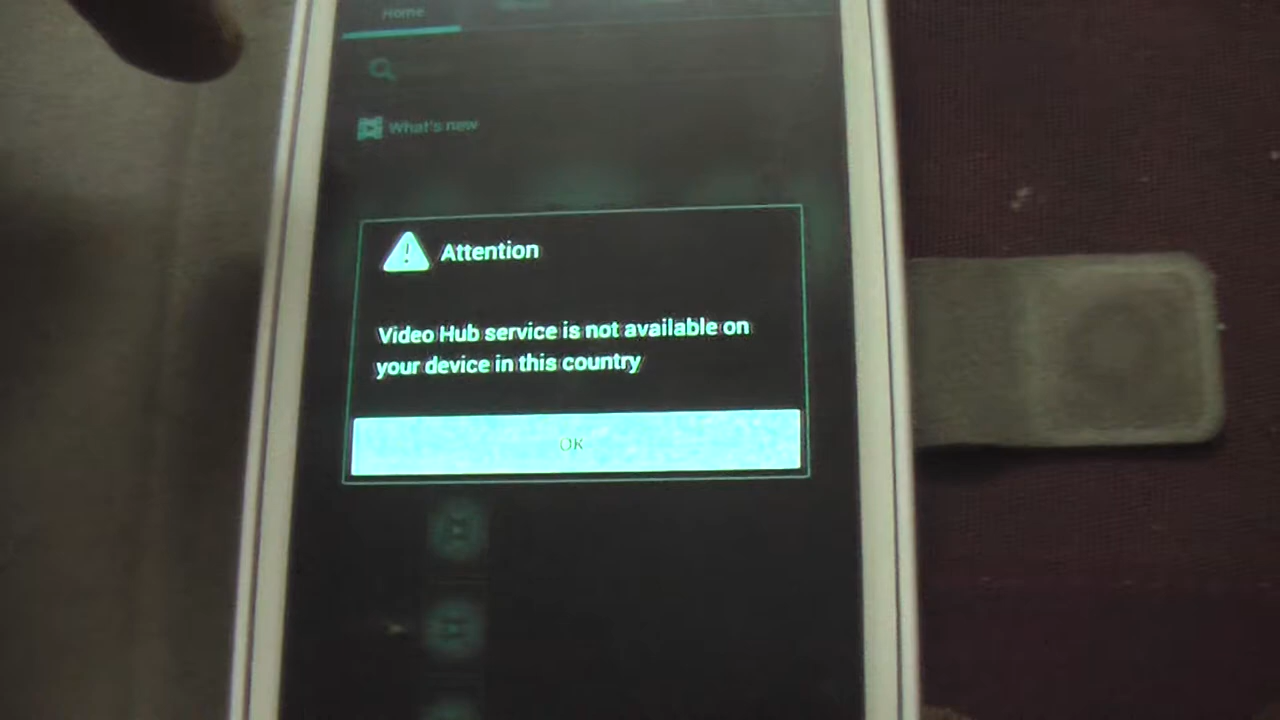 Home
What's new
Attention
Video Hub service is not available on
your device in this country
OK